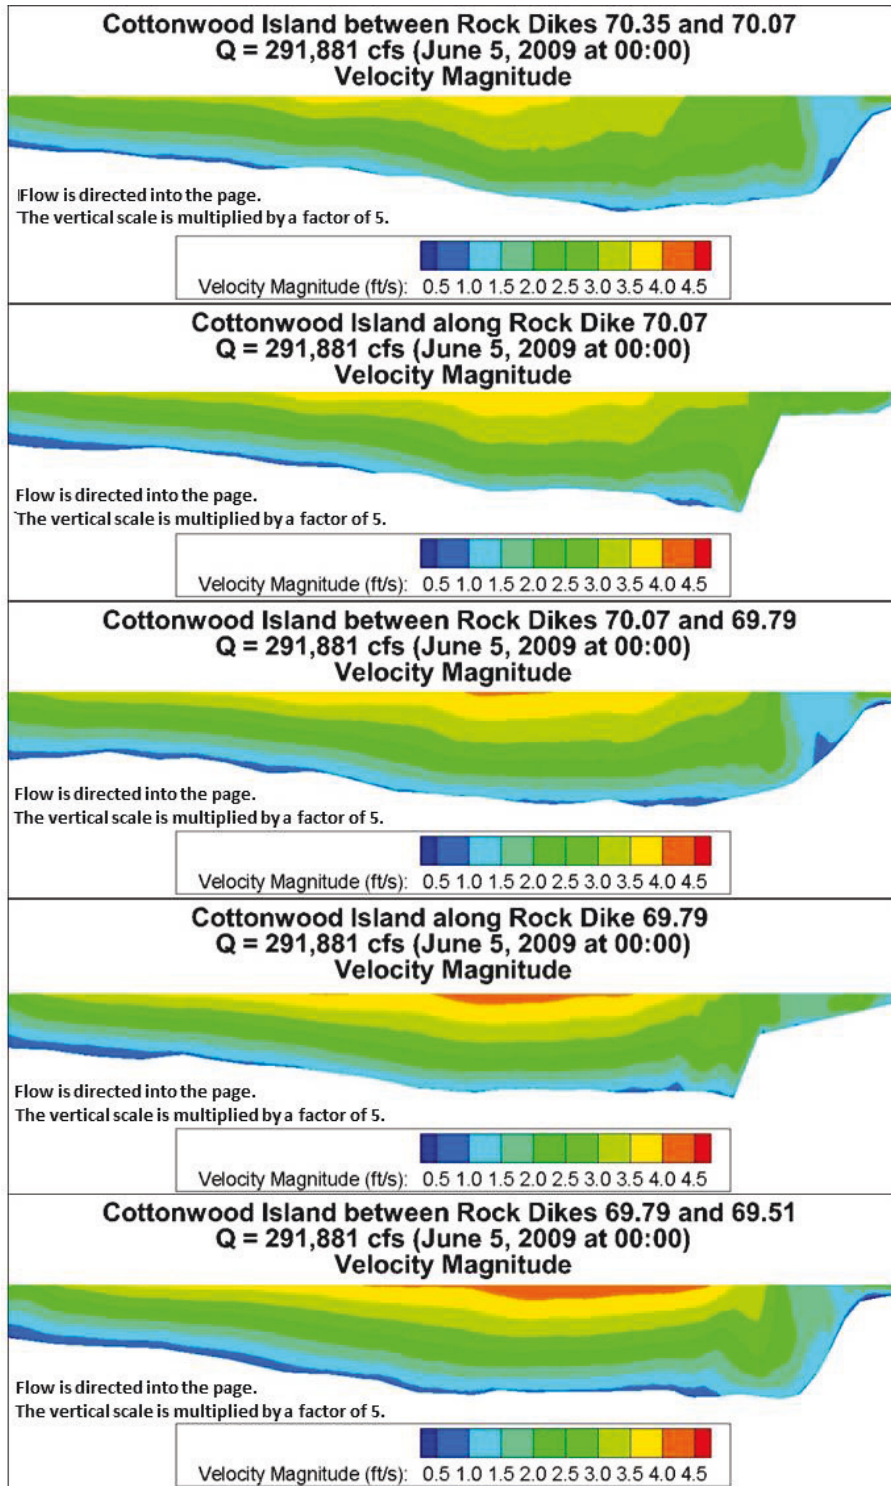 Cottonwood Island between Rock Dikes 70.35 and 70.07
Q = 291,881 cfs (June 5, 2009 at 00:00)
Velocity Magnitude
Flow is directed into the page.
The vertical scale is multiplied by a factor of 5.
Velocity Magnitude (ft/s): 0.5 1.0 1.5 2.0 2.5 3.0 3.5 4.0 4.5
Cottonwood Island along Rock Dike 70.07
Q = 291,881 cfs (June 5, 2009 at 00:00)
Velocity Magnitude
Flow is directed into the page.
The vertical scale is multiplied by a factor of 5.
Velocity Magnitude (ft/s): 0.5 1.0 1.5 2.0 2.5 3.0 3.5 4.0 4.5
Cottonwood Island between Rock Dikes 70.07 and 69.79
Q = 291,881 cfs (June 5, 2009 at 00:00)
Velocity Magnitude
Flow is directed into the page.
The vertical scale is multiplied by a factor of 5.
Velocity Magnitude (ft/s): 0.5 1.0 1.5 2.0 2.5 3.0 3.5 4.0 4.5
Cottonwood Island along Rock Dike 69.79
Q = 291,881 cfs (June 5, 2009 at 00:00)
Velocity Magnitude
Flow is directed into the page.
The vertical scale is multiplied by a factor of 5.
Velocity Magnitude (ft/s): 0.5 1.0 1.5 2.0 2.5 3.0 3.5 4.0 4.5
Cottonwood Island between Rock Dikes 69.79 and 69.51
Q = 291,881 cfs (June 5, 2009 at 00:00)
Velocity Magnitude
Flow is directed into the page.
The vertical scale is multiplied by a factor of 5.
Velocity Magnitude (ft/s): 0.5 1.0 1.5 2.0 2.5 3.0 3.5 4.0 4.5